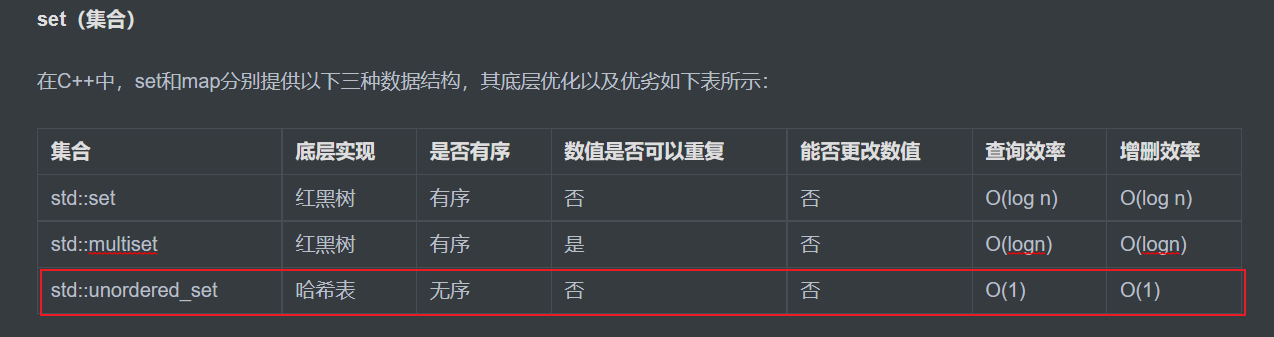 set（集合）
在C++中，set和map分别提供以下三种数据结构，其底层优化以及优劣如下表所示：
集合 底层实现 是否有序 数值是否可以重复 能否更改数值 查询效率 增删效率
std::set 红黑树 有序 否 否 O(log n) O(log n)
std::multiset 红黑树 有序 是 否 O(logn) O(logn)
std::unordered_set 哈希表 无序 否 否 O(1) O(1)